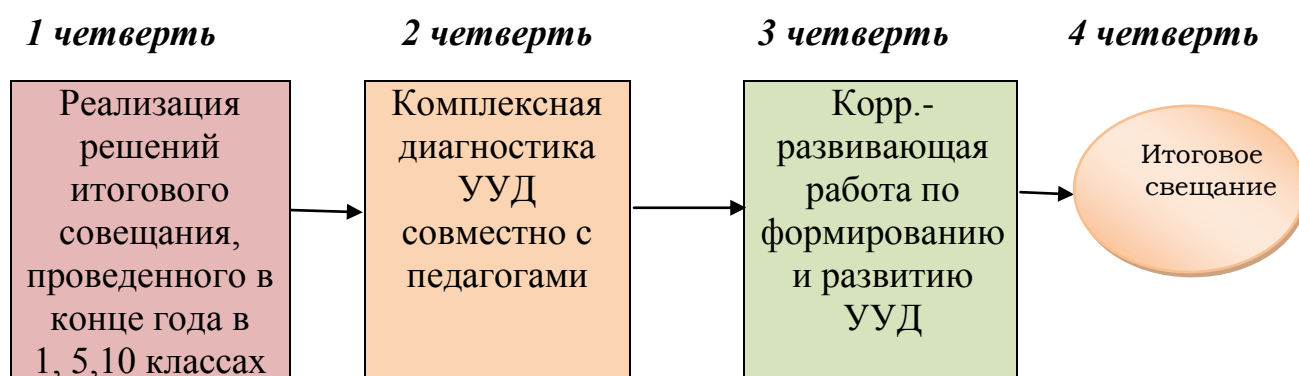 1 четверть
2 четверть
3 четверть
4 четверть
Реализация
решений
итогового
совещания,
проведенного в
конце года в
1, 5,10 классах
Комплексная
диагностика
УУД
совместно с
педагогами
Корр.-
развивающая
работа по
формированию
и развитию
УУД
Итоговое
свещание